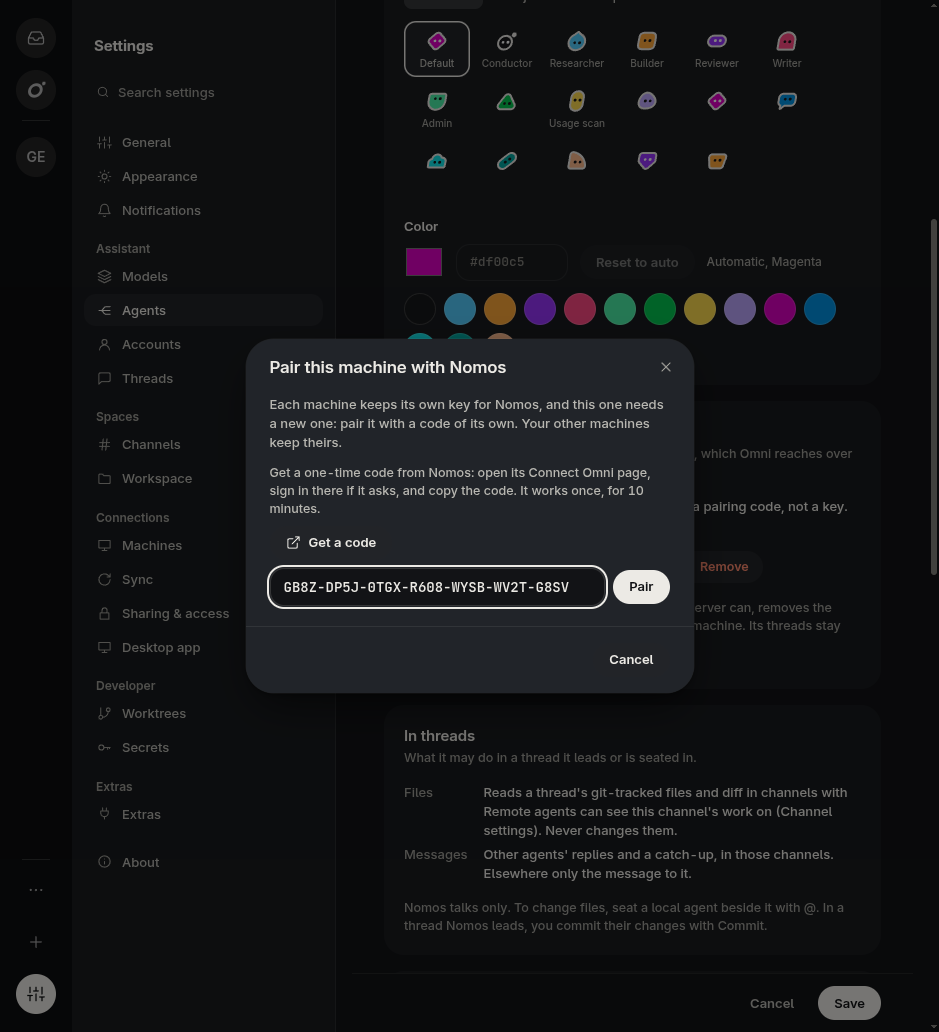 Settings
Search settings
GE
General
Appearance
Notifications
Assistant
Models
Agents
Accounts
Threads
Spaces
Channels
Workspace
Connections
Machines
Sync
Sharing & access
Desktop app
Developer
Worktrees
Secrets
Extras
Extras
About
Default
Conductor
Researcher
Builder
Reviewer
Writer
Admin
Usage scan
Color
#df00c5
Reset to auto
Automatic, Magenta
, which Omni reaches over
a pairing code, not a key.
Remove
erver can, removes the
machine. Its threads stay
Pair this machine with Nomos
Each machine keeps its own key for Nomos, and this one needs
a new one: pair it with a code of its own. Your other machines
keep theirs.
Get a one-time code from Nomos: open its Connect Omni page,
sign in there if it asks, and copy the code. It works once, for 10
minutes.
Get a code
GB8Z-DP5J-0TGX-R608-WYSB-WV2T-G8SV
Pair
Cancel
In threads
What it may do in a thread it leads or is seated in.
Files
Reads a thread's git-tracked files and diff in channels with
Remote agents can see this channel's work on (Channel
settings). Never changes them.
Messages
Other agents' replies and a catch-up, in those channels.
Elsewhere only the message to it.
Nomos talks only. To change files, seat a local agent beside it with @. In a
thread Nomos leads, you commit their changes with Commit.
Cancel
Save